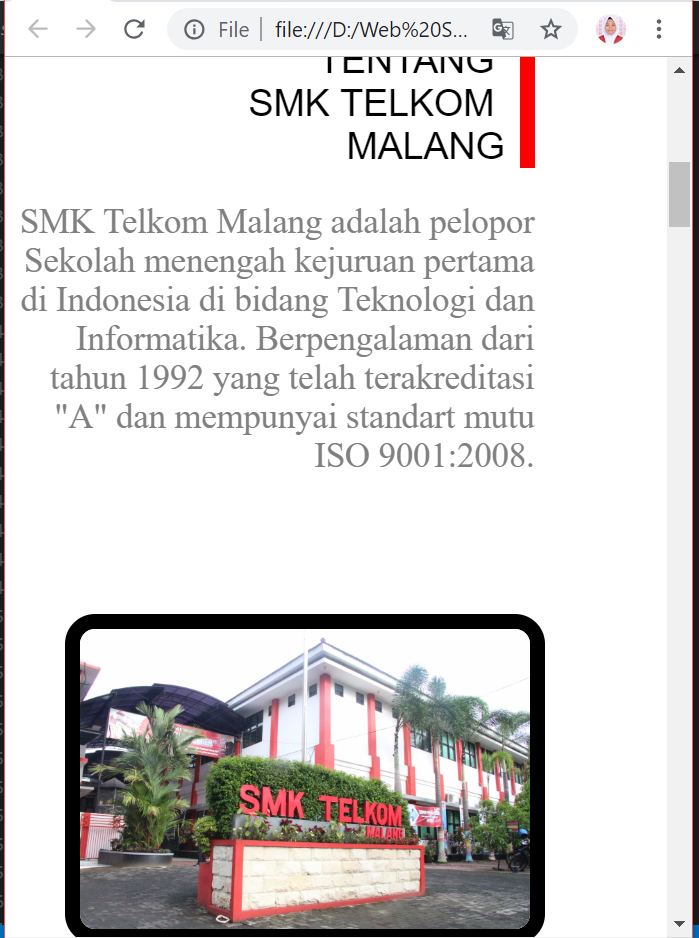 File
file:///D:/Web%20S...
TENTANG
SMK TELKOM
MALANG
SMK Telkom Malang adalah pelopor
Sekolah menengah kejuruan pertama
di Indonesia di bidang Teknologi dan
Informatika. Berpengalaman dari
tahun 1992 yang telah terakreditasi
"A" dan mempunyai standart mutu
ISO 9001:2008.
SMK TELKOM
MALANG